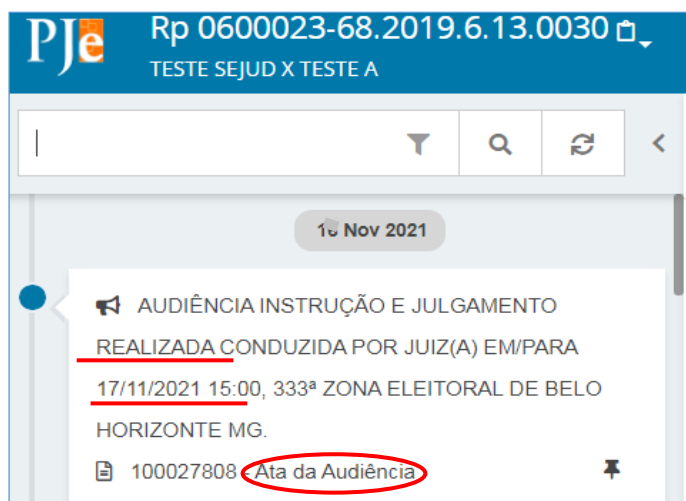 PJe
Rp 0600023-68.2019.6.13.0030
TESTE SEJUD X TESTE A
Nov 2021
AUDIÊNCIA INSTRUÇÃO E JULGAMENTO
REALIZADA CONDUZIDA POR JUIZ(A) EM/PARA
17/11/2021 15:00, 333ª ZONA ELEITORAL DE BELO
HORIZONTE MG.
100027808 - Ata da Audiência